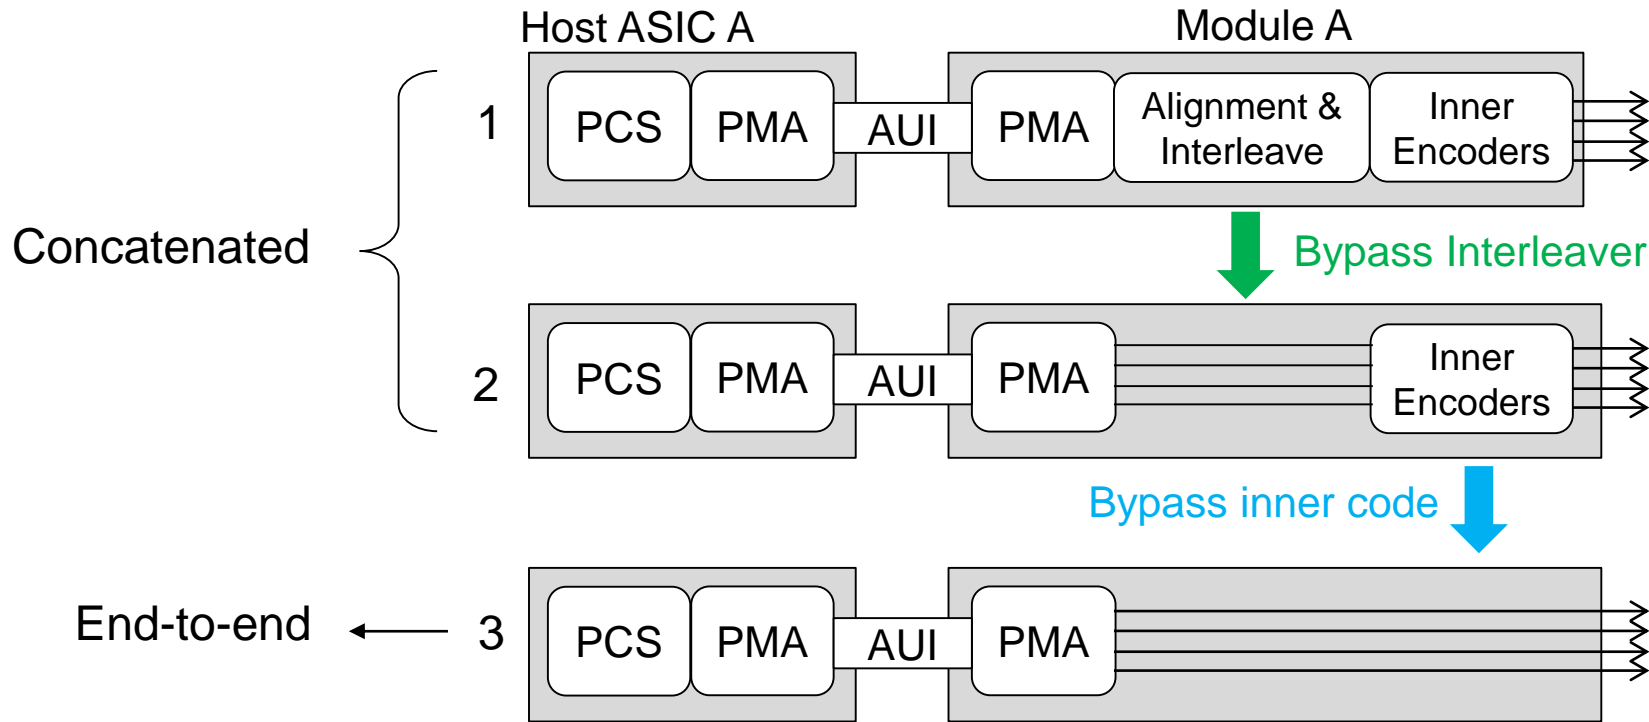 Host ASIC A
Module A
1
PCS
PMA
AUI
PMA
Alignment &
Interleave
Inner
Encoders
Concatenated
Bypass Interleaver
2
PCS
PMA
AUI
PMA
Inner
Encoders
Bypass inner code
End-to-end
3
PCS
PMA
AUI
PMA